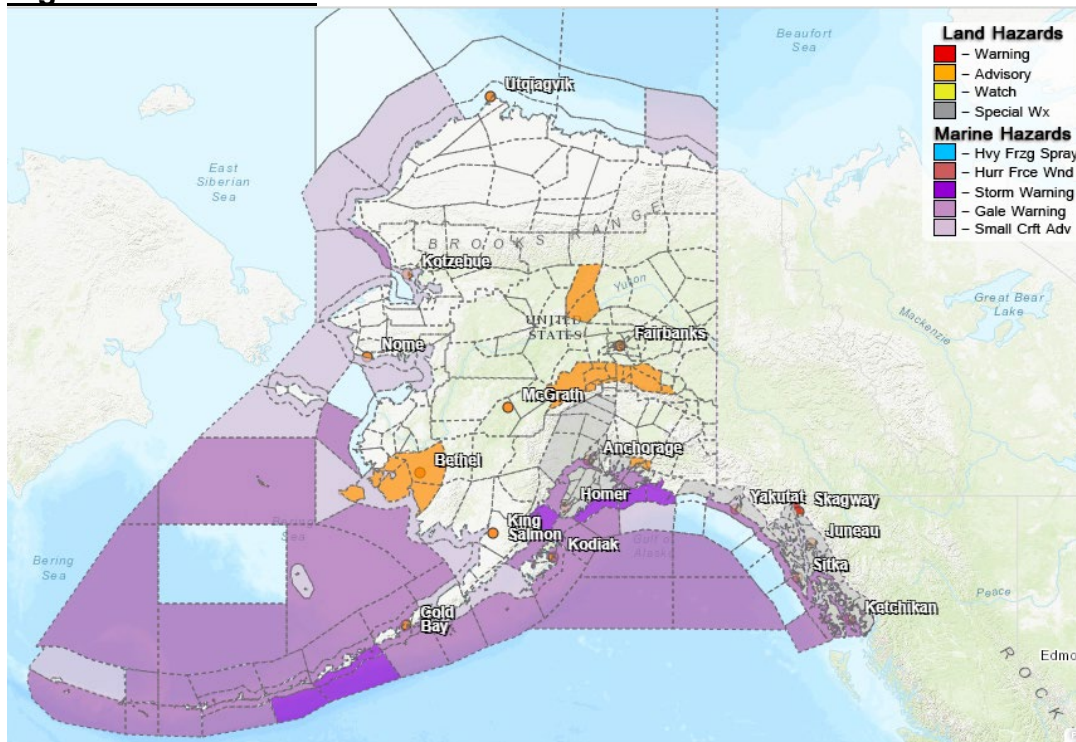 Beaufort
Sea
Land Hazards
– Warning
– Advisory
– Watch
– Special Wx
Marine Hazards
– Hvy Frzg Spray
– Hurr Frce Wnd
– Storm Warning
– Gale Warning
– Small Crft Adv
Utqiagvik
East
Siberian
Sea
BROOKS RANGE
Kotzebue
Yukon
Great Bear
Lake
Mackenzie
UNITED
STATES
Fairbanks
Nome
McGrath
Anchorage
Bethel
Homer
Yakutat
Skagway
King
Salmon
Juneau
Kodiak
Gulf of
Alaska
Sitka
Bering
Sea
Ketchikan
Peace
Cold
Bay
Edmo
ROCK